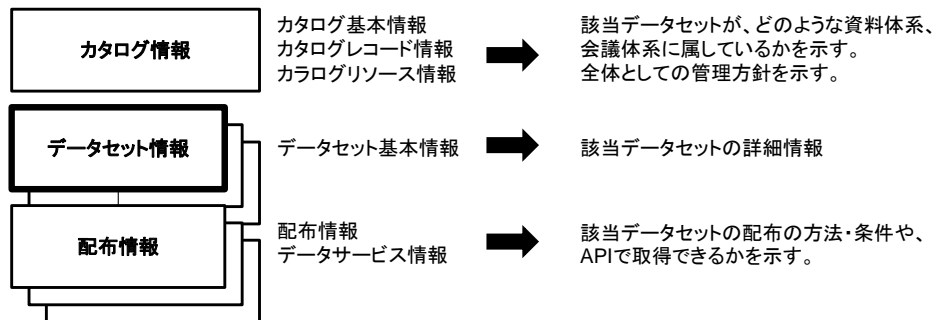 カタログ情報
カタログ基本情報
カタログレコード情報
カラログリソース情報
該当データセットが、どのような資料体系、
会議体系に属しているかを示す。
全体としての管理方針を示す。
データセット情報
データセット基本情報
該当データセットの詳細情報
配布情報
配布情報
データサービス情報
該当データセットの配布の方法・条件や、
APIで取得できるかを示す。